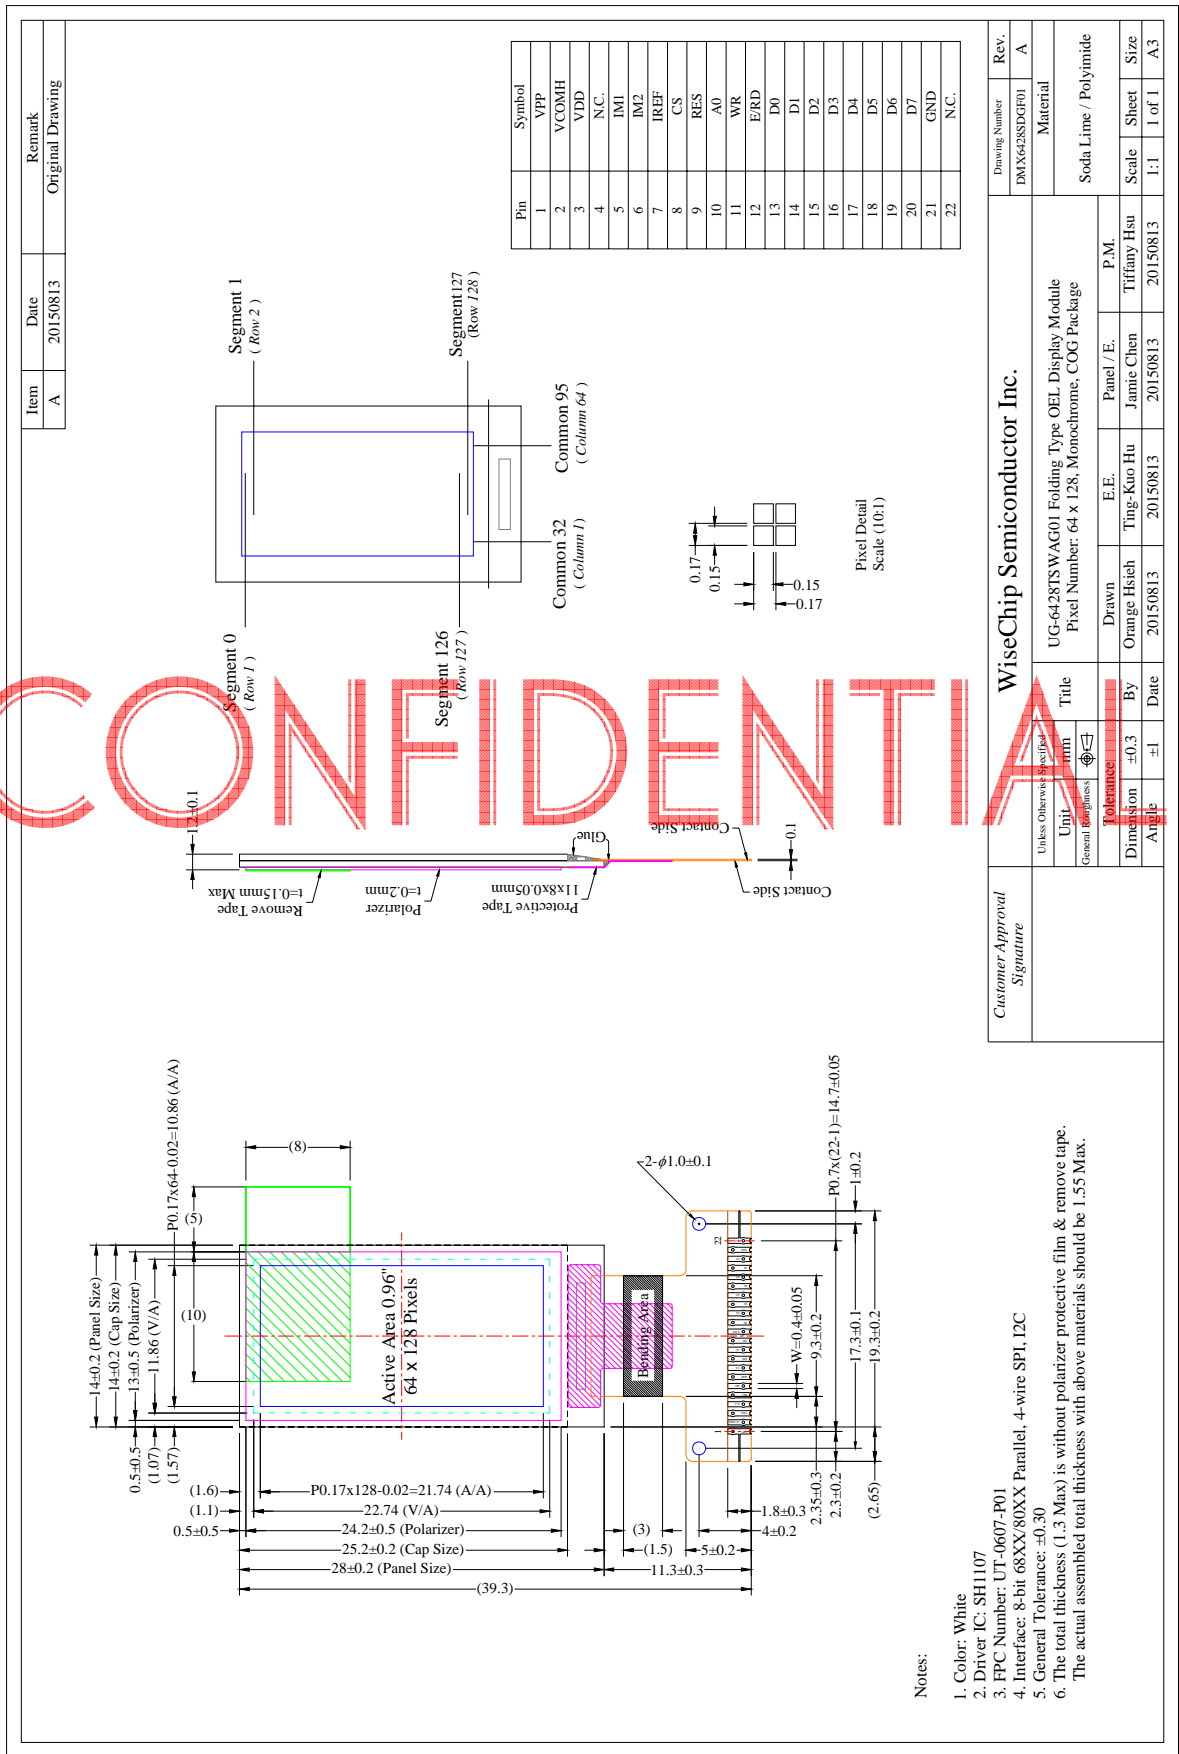 Item Date Remark
A 20150813 Original Drawing
14±0.2 (Panel Size)
14±0.2 (Cap Size)
13±0.5 (Polarizer)
11.86 (V/A)
P0.17x64-0.02=10.86 (A/A)
0.5±0.5
(1.07)
(1.57)
(10)
(5)
(8)
(1.6)
(1.1)
0.5±0.5
P0.17x128-0.02=21.74 (A/A)
22.74 (V/A)
24.2±0.5 (Polarizer)
25.2±0.2 (Cap Size)
28±0.2 (Panel Size)
(39.3)
11.3±0.3
(3)
(1.5)
5±0.2
4±0.2
1.8±0.3
Active Area 0.96"
64 x 128 Pixels
Bending Area
2-ϕ1.0±0.1
22
1
W=0.4±0.05
9.3±0.2
17.3±0.1
19.3±0.2
P0.7x(22-1)=14.7±0.05
1±0.2
2.35±0.3
2.3±0.2
(2.65)
1.2±0.1
Remove Tape
t=0.15mm Max
Polarizer
t=0.2mm
Protective Tape
11x8x0.05mm
Glue
Contact Side
Contact Side
0.1
Segment 0
( Row 1 )
Segment 1
( Row 2 )
Segment 126
( Row 127 )
Segment127
(Row 128 )
Common 32
( Column 1)
Common 95
( Column 64 )
0.17
0.15
0.15
0.17
Pixel Detail
Scale (10:1)
Pin Symbol
1 VPP
2 VCOMH
3 VDD
4 N.C.
5 IM1
6 IM2
7 IREF
8 CS
9 RES
10 A0
11 WR
12 E/RD
13 D0
14 D1
15 D2
16 D3
17 D4
18 D5
19 D6
20 D7
21 GND
22 N.C.
CONFIDENTIAL
Notes:
1. Color: White
2. Driver IC: SH1107
3. FPC Number: UT-0607-P01
4. Interface: 8-bit 68XX/80XX Parallel, 4-wire SPI, I2C
5. General Tolerance: ±0.30
6. The total thickness (1.3 Max) is without polarizer protective film & remove tape.
The actual assembled total thickness with above materials should be 1.55 Max.
Customer Approval
Signature
WiseChip Semiconductor Inc.
Drawing Number Rev.
DMX6428SDGF01 A
Unless Otherwise Specified
Unit mm
General Roughness
Tolerance
Dimension ±0.3
Angle ±1
Title
UG-6428TSWAG01 Folding Type OEL Display Module
Pixel Number: 64 x 128, Monochrome, COG Package
Material
Soda Lime / Polyimide
Drawn E.E. Panel / E. P.M.
By Orange Hsieh Ting-Kuo Hu Jamie Chen Tiffany Hsu
Date 20150813 20150813 20150813 20150813
Scale Sheet Size
1:1 1 of 1 A3